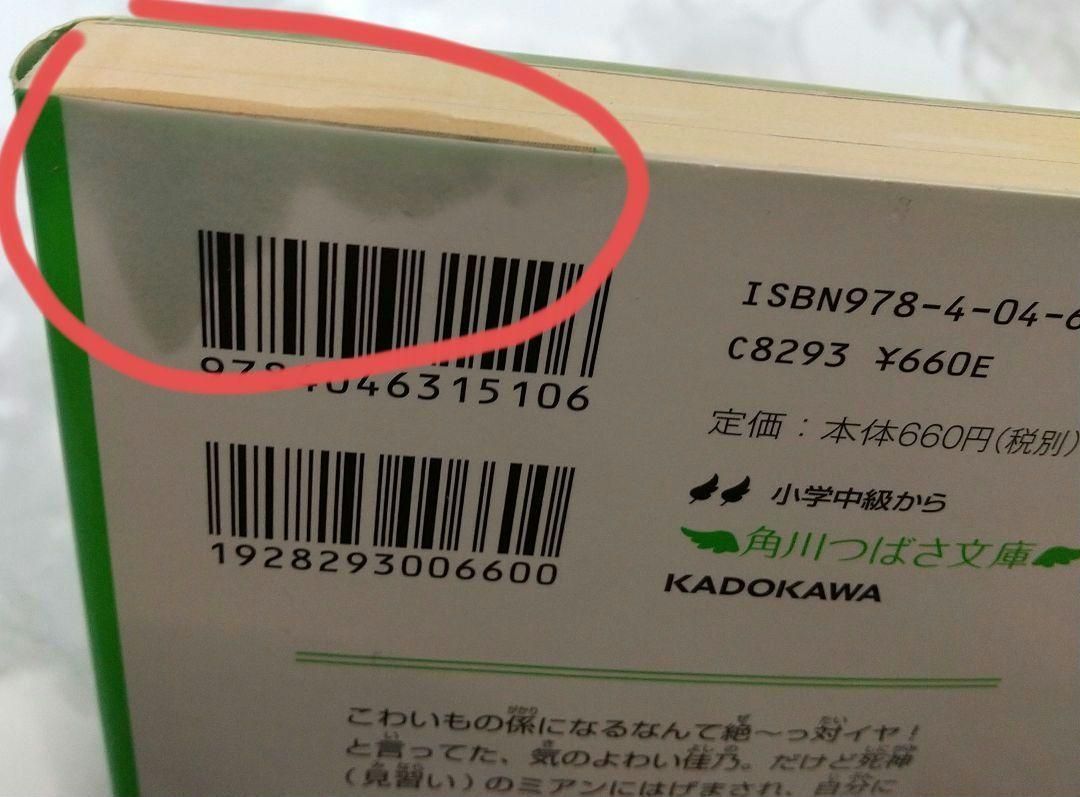 9784046315106
ISBN978-4-04-6
C8293 ¥660E
定価：本体660円(税別)
小学中級から
角川つばさ文庫
KADOKAWA
1928293006600
こわいもの係になるなんて絶〜っ対イヤ！
と言ってた、気のよわい佳乃。だけど死神
(見習い)のミアンにはげまされ、自分に